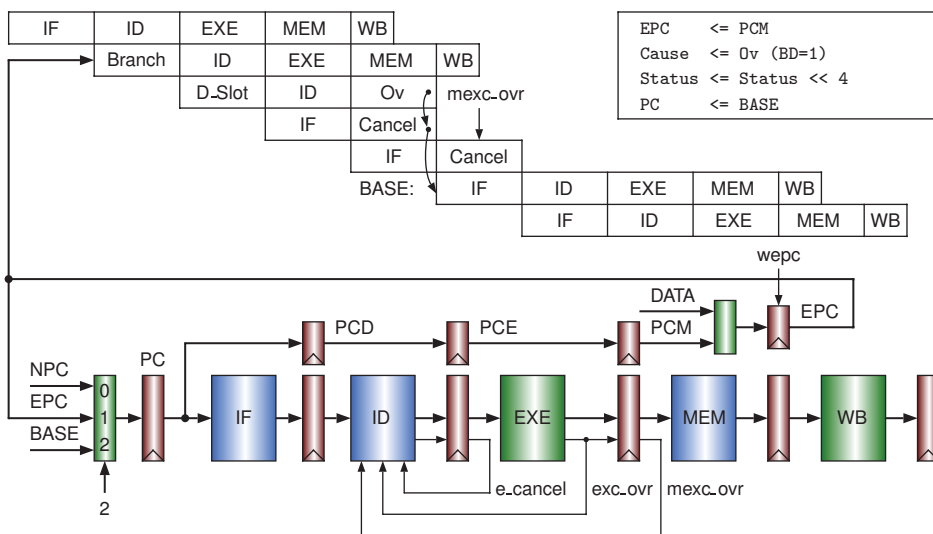 IF ID EXE MEM WB
Branch ID EXE MEM WB
D_Slot ID Ov mexc_ovr
IF Cancel
IF Cancel
BASE: IF ID EXE MEM WB
IF ID EXE MEM WB
EPC <= PCM
Cause <= Ov (BD=1)
Status <= Status << 4
PC <= BASE
wepc
DATA
PCD PCE PCM EPC
PC
NPC
EPC
BASE
0
1
2
2
IF ID EXE MEM WB
e_cancel exc_ovr mexc_ovr